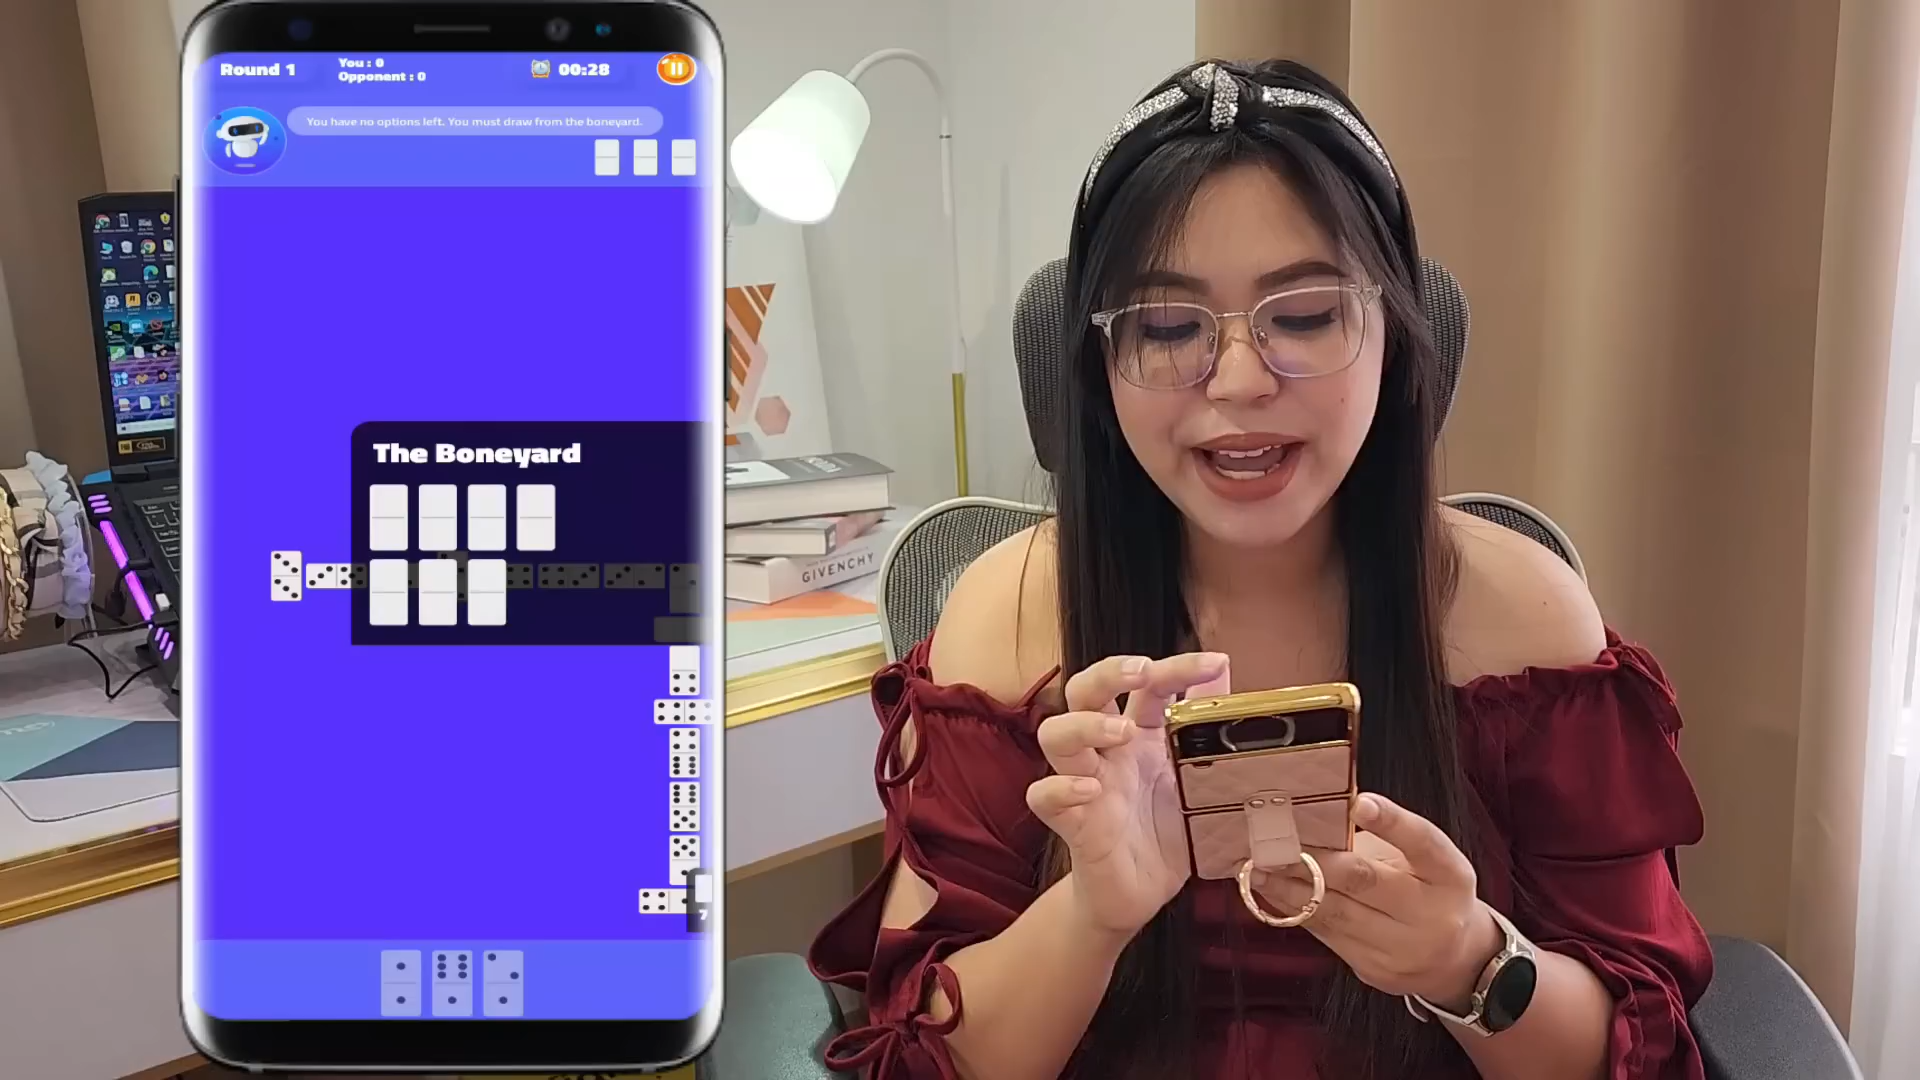 Round 1
You : 0
Opponent : 0
00:28
You have no options left. You must draw from the boneyard.
The Boneyard
7
GIVENCHY